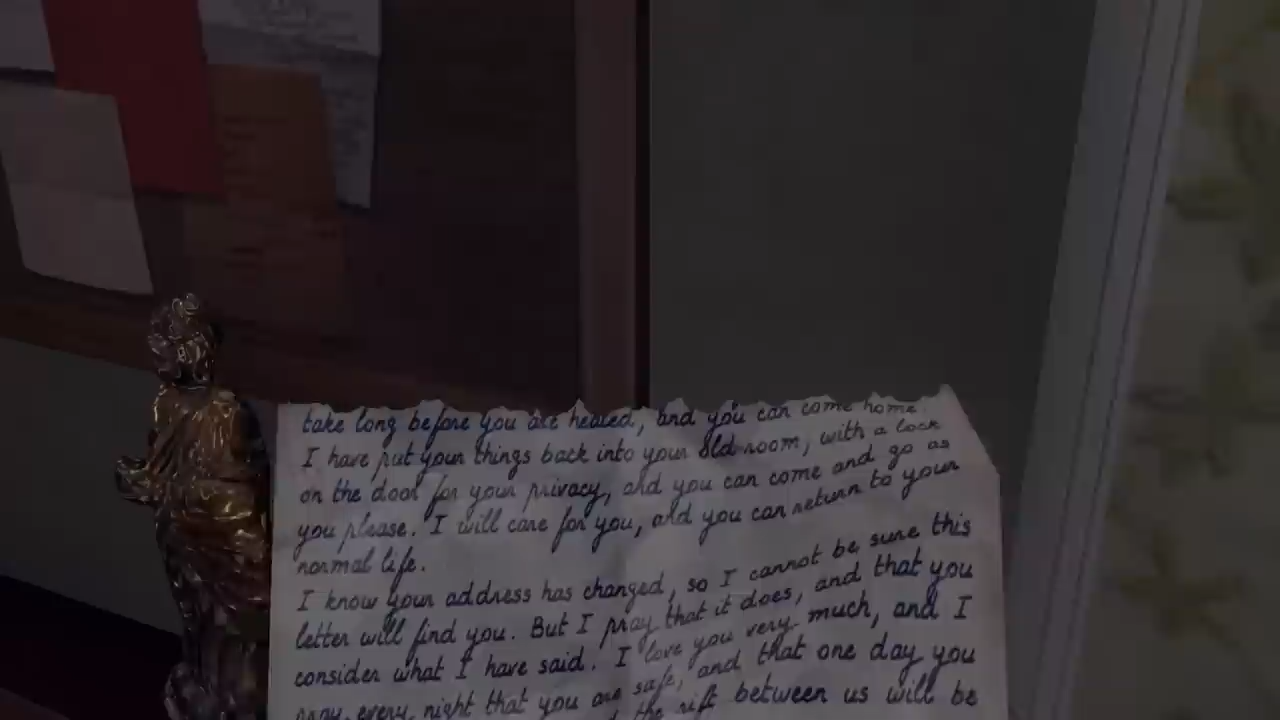 take long before you are healed, and you can come home.
I have put your things back into your old room, with a lock
on the door for your privacy, and you can come and go as
you please. I will care for you, and you can return to your
normal life.
I know your address has changed, so I cannot be sure this
letter will find you. But I pray that it does, and that you
consider what I have said. I love you very much, and I
pray every night that you are safe, and that one day you
the rift between us will be